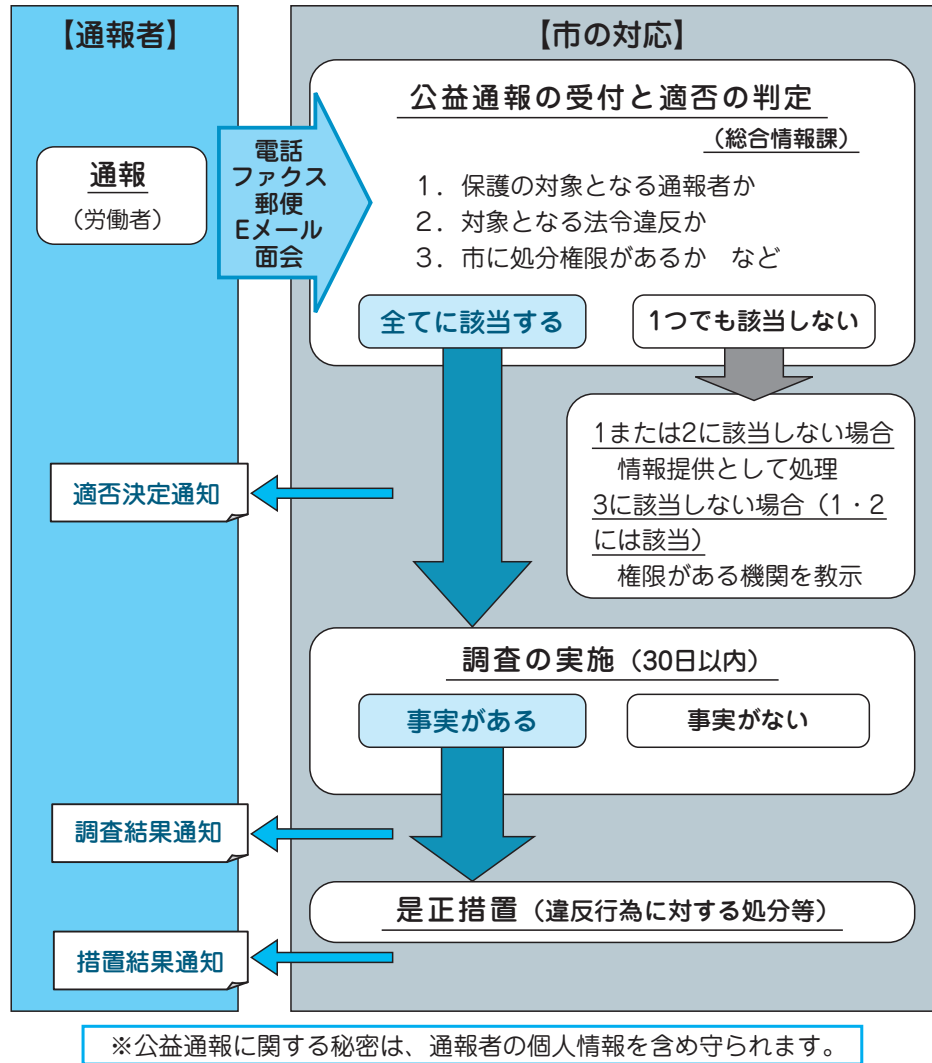 【通報者】
【市の対応】
通報
（労働者）
電話
ファクス
郵便
Eメール
面会
公益通報の受付と適否の判定
（総合情報課）
1．保護の対象となる通報者か
2．対象となる法令違反か
3．市に処分権限があるか　など
全てに該当する
1つでも該当しない
1または2に該当しない場合
情報提供として処理
3に該当しない場合（1・2
には該当）
権限がある機関を教示
適否決定通知
調査の実施（30日以内）
事実がある
事実がない
調査結果通知
是正措置（違反行為に対する処分等）
措置結果通知
※公益通報に関する秘密は、通報者の個人情報を含め守られます。